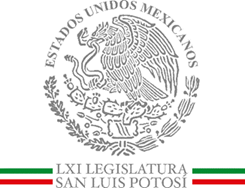 ESTADOS UNIDOS MEXICANOS
LXI LEGISLATURA
SAN LUIS POTOSÍ